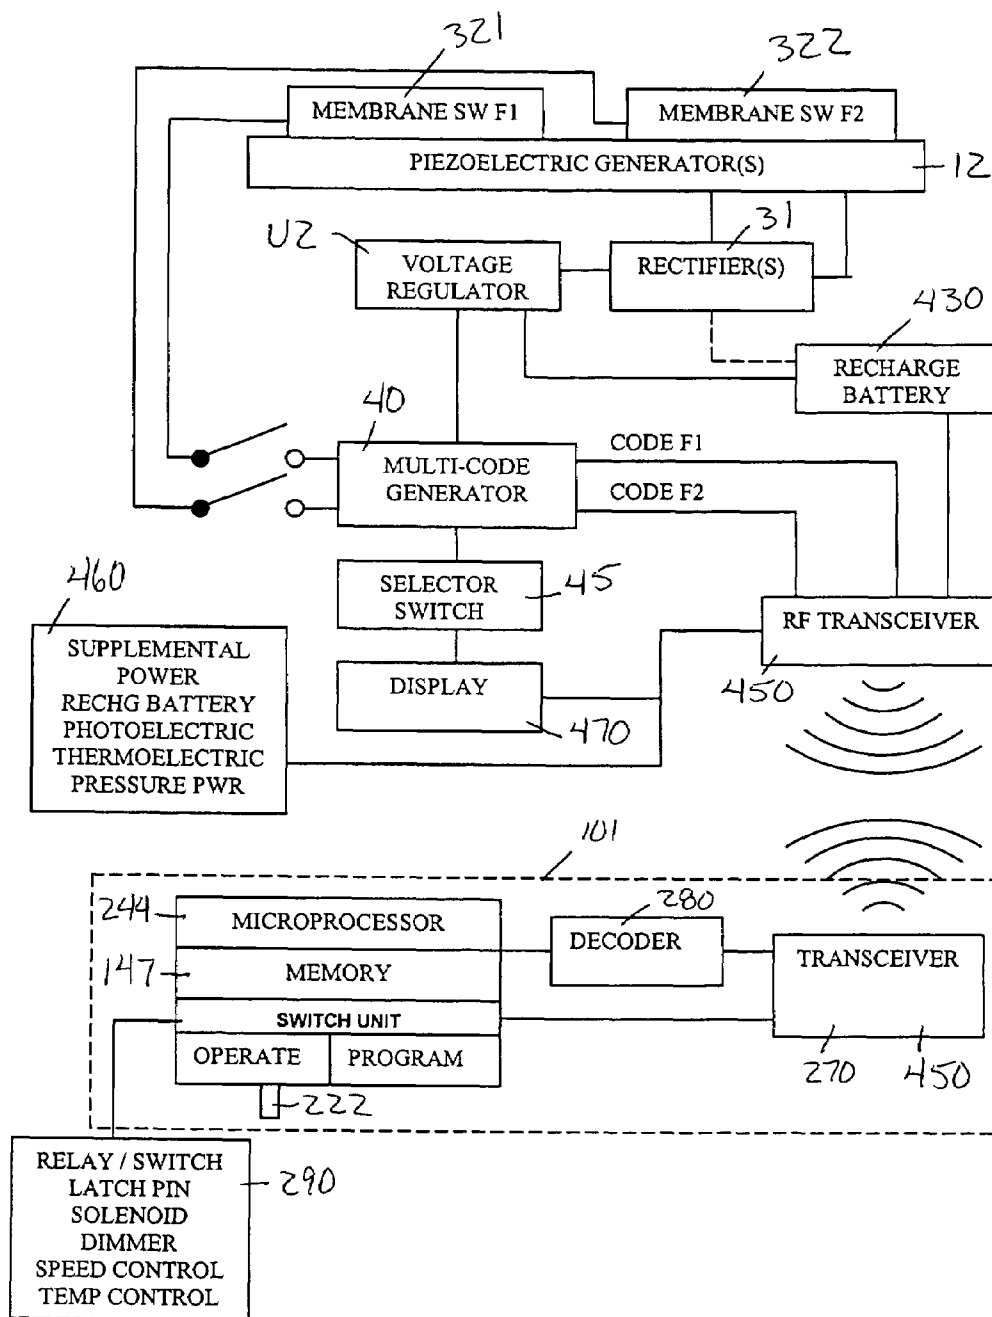 321
322
MEMBRANE SW F1
MEMBRANE SW F2
PIEZOELECTRIC GENERATOR(S)
12
U2
31
VOLTAGE
REGULATOR
RECTIFIER(S)
430
RECHARGE
BATTERY
40
MULTI-CODE
GENERATOR
CODE F1
CODE F2
460
SELECTOR
SWITCH
45
SUPPLEMENTAL
POWER
RECHG BATTERY
PHOTOELECTRIC
THERMOELECTRIC
PRESSURE PWR
DISPLAY
470
RF TRANSCEIVER
450
101
244
MICROPROCESSOR
280
DECODER
TRANSCEIVER
147
MEMORY
SWITCH UNIT
OPERATE
PROGRAM
270
450
222
RELAY / SWITCH
LATCH PIN
SOLENOID
DIMMER
SPEED CONTROL
TEMP CONTROL
290